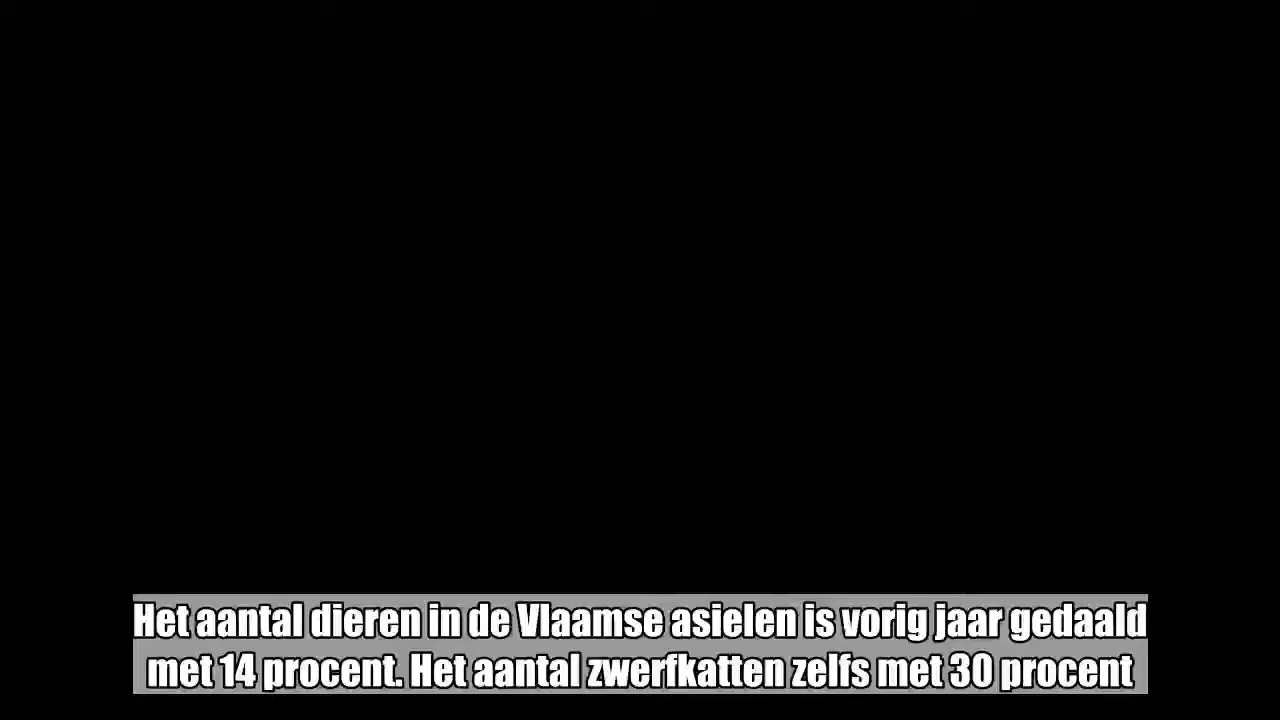 Het aantal dieren in de Vlaamse asielen is vorig jaar gedaald
met 14 procent. Het aantal zwerfkatten zelfs met 30 procent